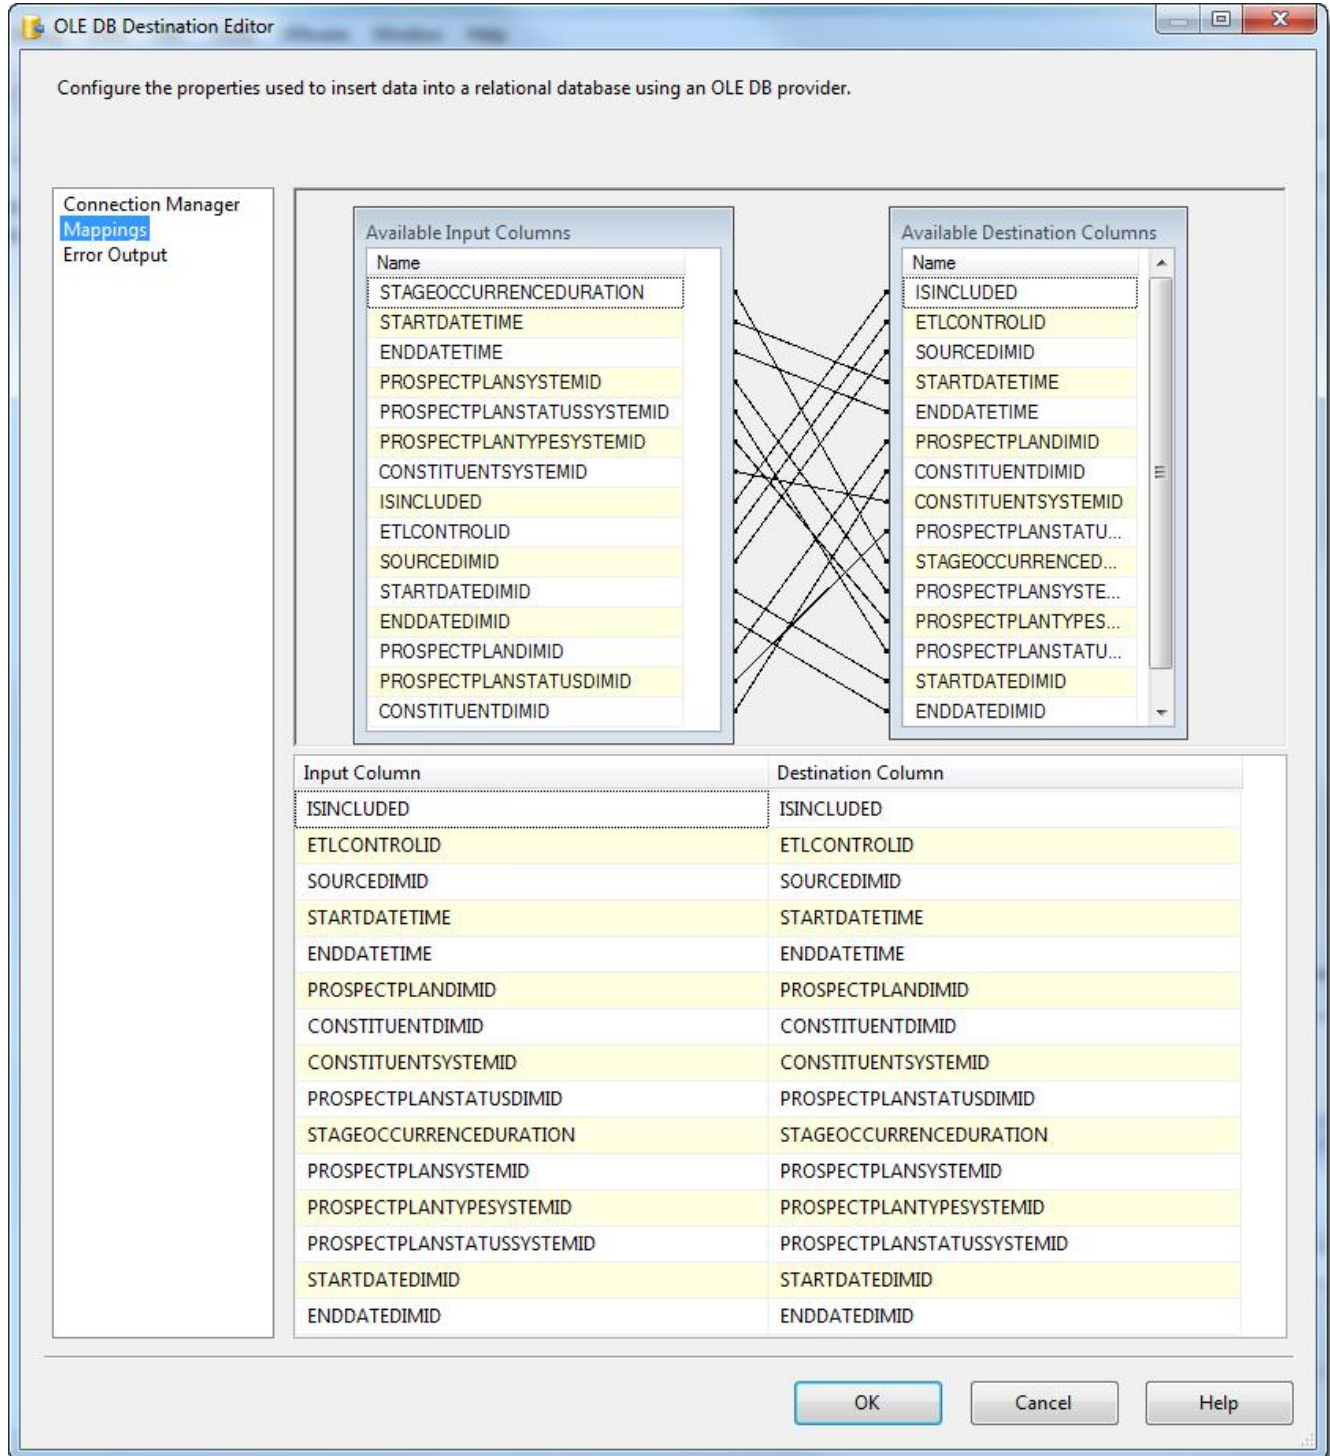 OLE DB Destination Editor
Configure the properties used to insert data into a relational database using an OLE DB provider.
Connection Manager
Mappings
Error Output
Available Input Columns
Name
STAGEOCCURRENCEDURATION
STARTDATETIME
ENDDATETIME
PROSPECTPLANSYSTEMID
PROSPECTPLANSTATUSSYSTEMID
PROSPECTPLANTYPESYSTEMID
CONSTITUENTSYSTEMID
ISINCLUDED
ETLCONTROLID
SOURCEDIMID
STARTDATEDIMID
ENDDATEDIMID
PROSPECTPLANDIMID
PROSPECTPLANSTATUSDIMID
CONSTITUENTDIMID
Available Destination Columns
Name
ISINCLUDED
ETLCONTROLID
SOURCEDIMID
STARTDATETIME
ENDDATETIME
PROSPECTPLANDIMID
CONSTITUENTDIMID
CONSTITUENTSYSTEMID
PROSPECTPLANSTATU...
STAGEOCCURRENCED...
PROSPECTPLANSYSTE...
PROSPECTPLANTYPES...
PROSPECTPLANSTATU...
STARTDATEDIMID
ENDDATEDIMID
Input Column Destination Column
ISINCLUDED ISINCLUDED
ETLCONTROLID ETLCONTROLID
SOURCEDIMID SOURCEDIMID
STARTDATETIME STARTDATETIME
ENDDATETIME ENDDATETIME
PROSPECTPLANDIMID PROSPECTPLANDIMID
CONSTITUENTDIMID CONSTITUENTDIMID
CONSTITUENTSYSTEMID CONSTITUENTSYSTEMID
PROSPECTPLANSTATUSDIMID PROSPECTPLANSTATUSDIMID
STAGEOCCURRENCEDURATION STAGEOCCURRENCEDURATION
PROSPECTPLANSYSTEMID PROSPECTPLANSYSTEMID
PROSPECTPLANTYPESYSTEMID PROSPECTPLANTYPESYSTEMID
PROSPECTPLANSTATUSSYSTEMID PROSPECTPLANSTATUSSYSTEMID
STARTDATEDIMID STARTDATEDIMID
ENDDATEDIMID ENDDATEDIMID
OK Cancel Help